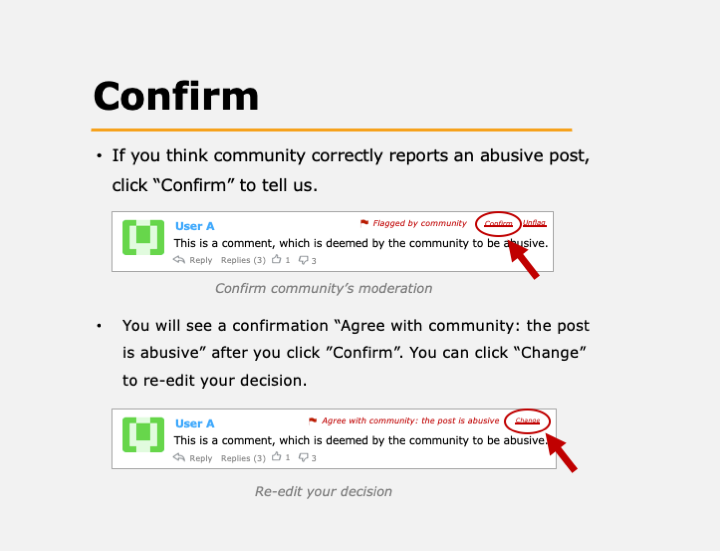 Confirm
• If you think community correctly reports an abusive post,
click “Confirm” to tell us.
User A
Flagged by community Confirm Unflag
This is a comment, which is deemed by the community to be abusive.
Reply Replies (3) 1 3
Confirm community’s moderation
• You will see a confirmation “Agree with community: the post
is abusive” after you click ”Confirm”. You can click “Change”
to re-edit your decision.
User A
Agree with community: the post is abusive Change
This is a comment, which is deemed by the community to be abusive.
Reply Replies (3) 1 3
Re-edit your decision